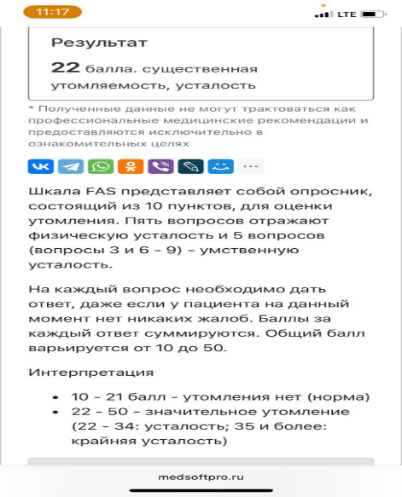 11:17
LTE
Результат
22 балла. существенная
утомляемость, усталость
* Полученные данные не могут трактоваться как
профессиональные медицинские рекомендации и
предоставляются исключительно в
ознакомительных целях
Шкала FAS представляет собой опросник,
состоящий из 10 пунктов, для оценки
утомления. Пять вопросов отражают
физическую усталость и 5 вопросов
(вопросы 3 и 6 - 9) - умственную
усталость.
На каждый вопрос необходимо дать
ответ, даже если у пациента на данный
момент нет никаких жалоб. Баллы за
каждый ответ суммируются. Общий балл
варьируется от 10 до 50.
Интерпретация
• 10 - 21 балл - утомления нет (норма)
• 22 - 50 - значительное утомление
(22 - 34: усталость; 35 и более:
крайняя усталость)
medsoftpro.ru